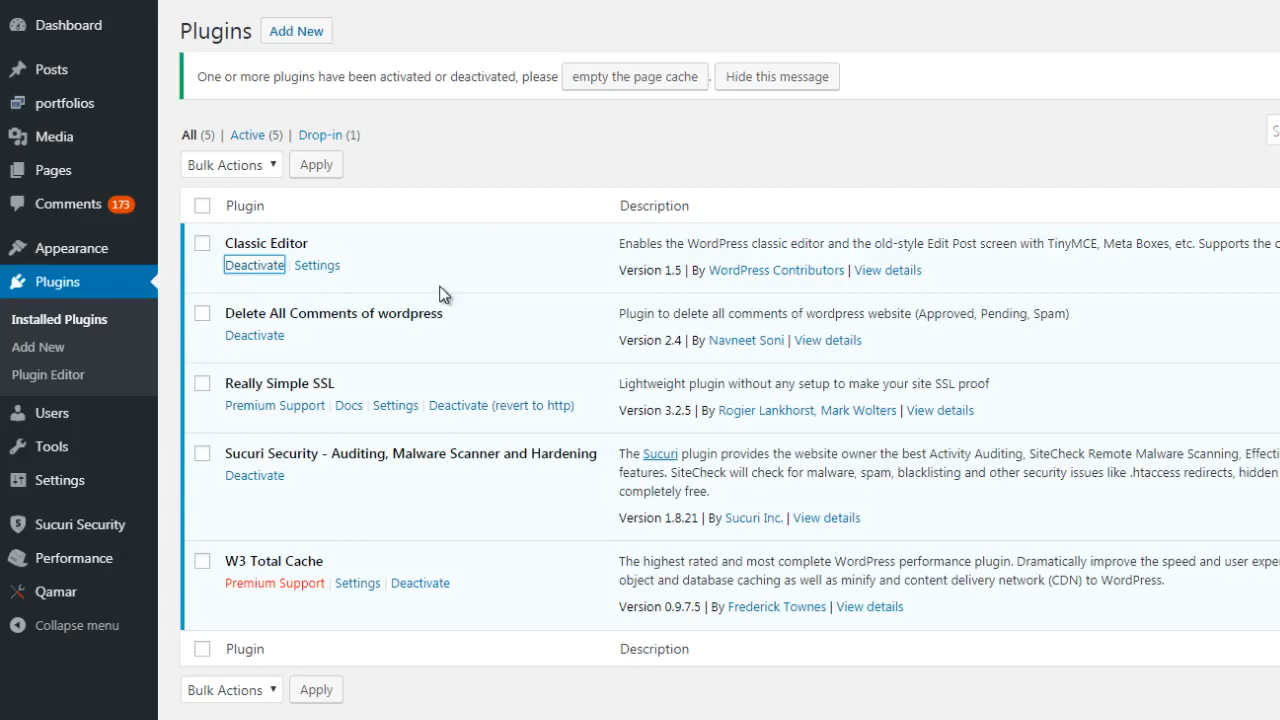 Dashboard
Posts
portfolios
Media
Pages
Comments 173
Appearance
Plugins
Installed Plugins
Add New
Plugin Editor
Users
Tools
Settings
Sucuri Security
Performance
Qamar
Collapse menu
Plugins Add New
One or more plugins have been activated or deactivated, please empty the page cache . Hide this message
All (5) | Active (5) | Drop-in (1)
S
Bulk Actions Apply
Plugin Description
Classic Editor
Deactivate | Settings
Enables the WordPress classic editor and the old-style Edit Post screen with TinyMCE, Meta Boxes, etc. Supports the
Version 1.5 | By WordPress Contributors | View details
Delete All Comments of wordpress
Deactivate
Plugin to delete all comments of wordpress website (Approved, Pending, Spam)
Version 2.4 | By Navneet Soni | View details
Really Simple SSL
Premium Support | Docs | Settings | Deactivate (revert to http)
Lightweight plugin without any setup to make your site SSL proof
Version 3.2.5 | By Rogier Lankhorst, Mark Wolters | View details
Sucuri Security - Auditing, Malware Scanner and Hardening
Deactivate
The Sucuri plugin provides the website owner the best Activity Auditing, SiteCheck Remote Malware Scanning, Effecti
features. SiteCheck will check for malware, spam, blacklisting and other security issues like .htaccess redirects, hidden
completely free.
Version 1.8.21 | By Sucuri Inc. | View details
W3 Total Cache
Premium Support | Settings | Deactivate
The highest rated and most complete WordPress performance plugin. Dramatically improve the speed and user expe
object and database caching as well as minify and content delivery network (CDN) to WordPress.
Version 0.9.7.5 | By Frederick Townes | View details
Plugin Description
Bulk Actions Apply